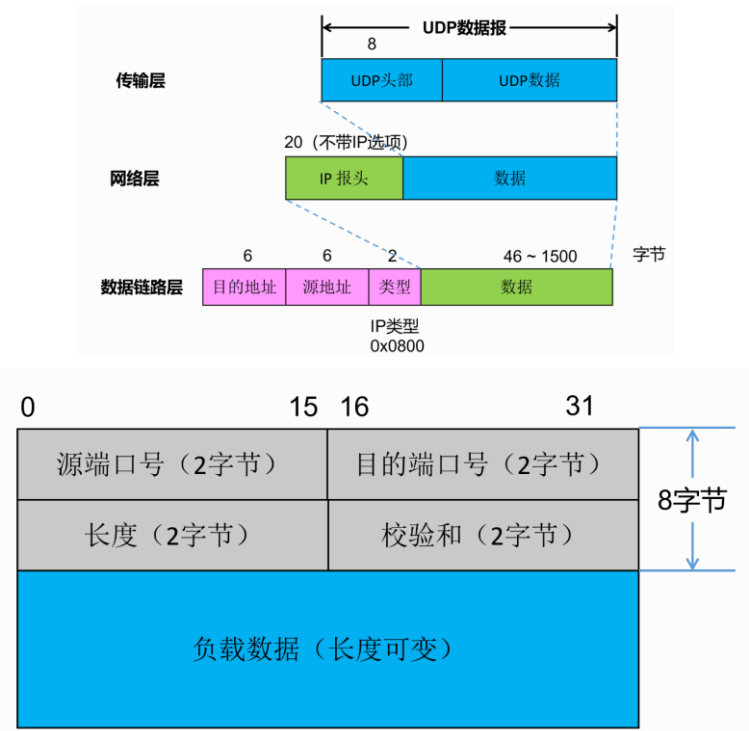 UDP数据报
8
传输层
UDP头部
UDP数据
20（不带IP选项）
网络层
IP 报头
数据
6
6
2
46 ~ 1500
字节
数据链路层
目的地址
源地址
类型
数据
IP类型
0x0800
0
15
16
31
源端口号（2字节）
目的端口号（2字节）
8字节
长度（2字节）
校验和（2字节）
负载数据（长度可变）